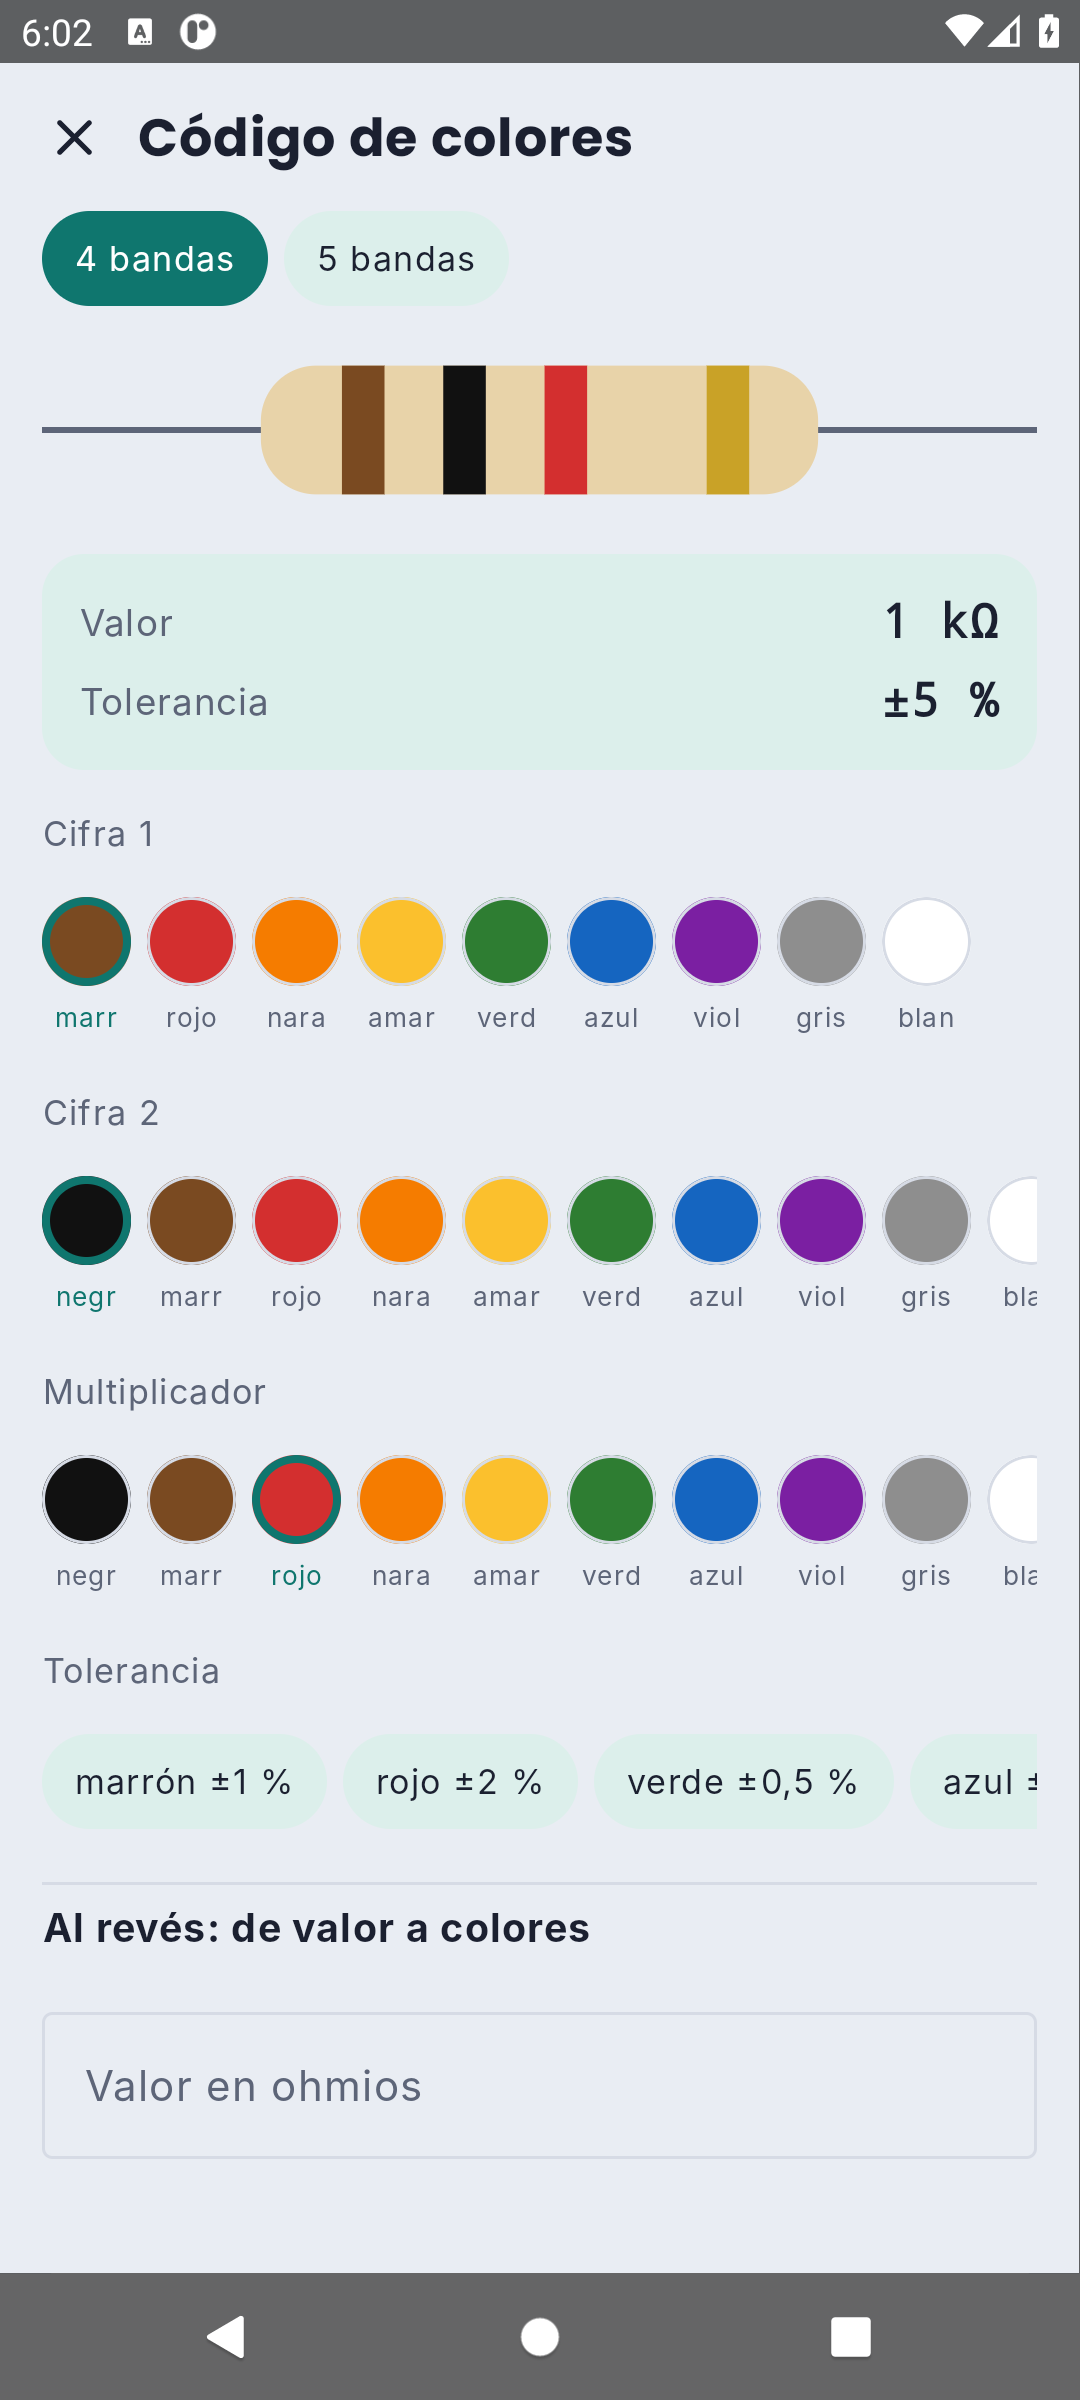 6:02
Código de colores
4 bandas 5 bandas
Valor 1 kΩ
Tolerancia ±5 %
Cifra 1
marr rojo nara amar verd azul viol gris blan
Cifra 2
negr marr rojo nara amar verd azul viol gris bla
Multiplicador
negr marr rojo nara amar verd azul viol gris bla
Tolerancia
marrón ±1 % rojo ±2 % verde ±0,5 % azul ±
Al revés: de valor a colores
Valor en ohmios